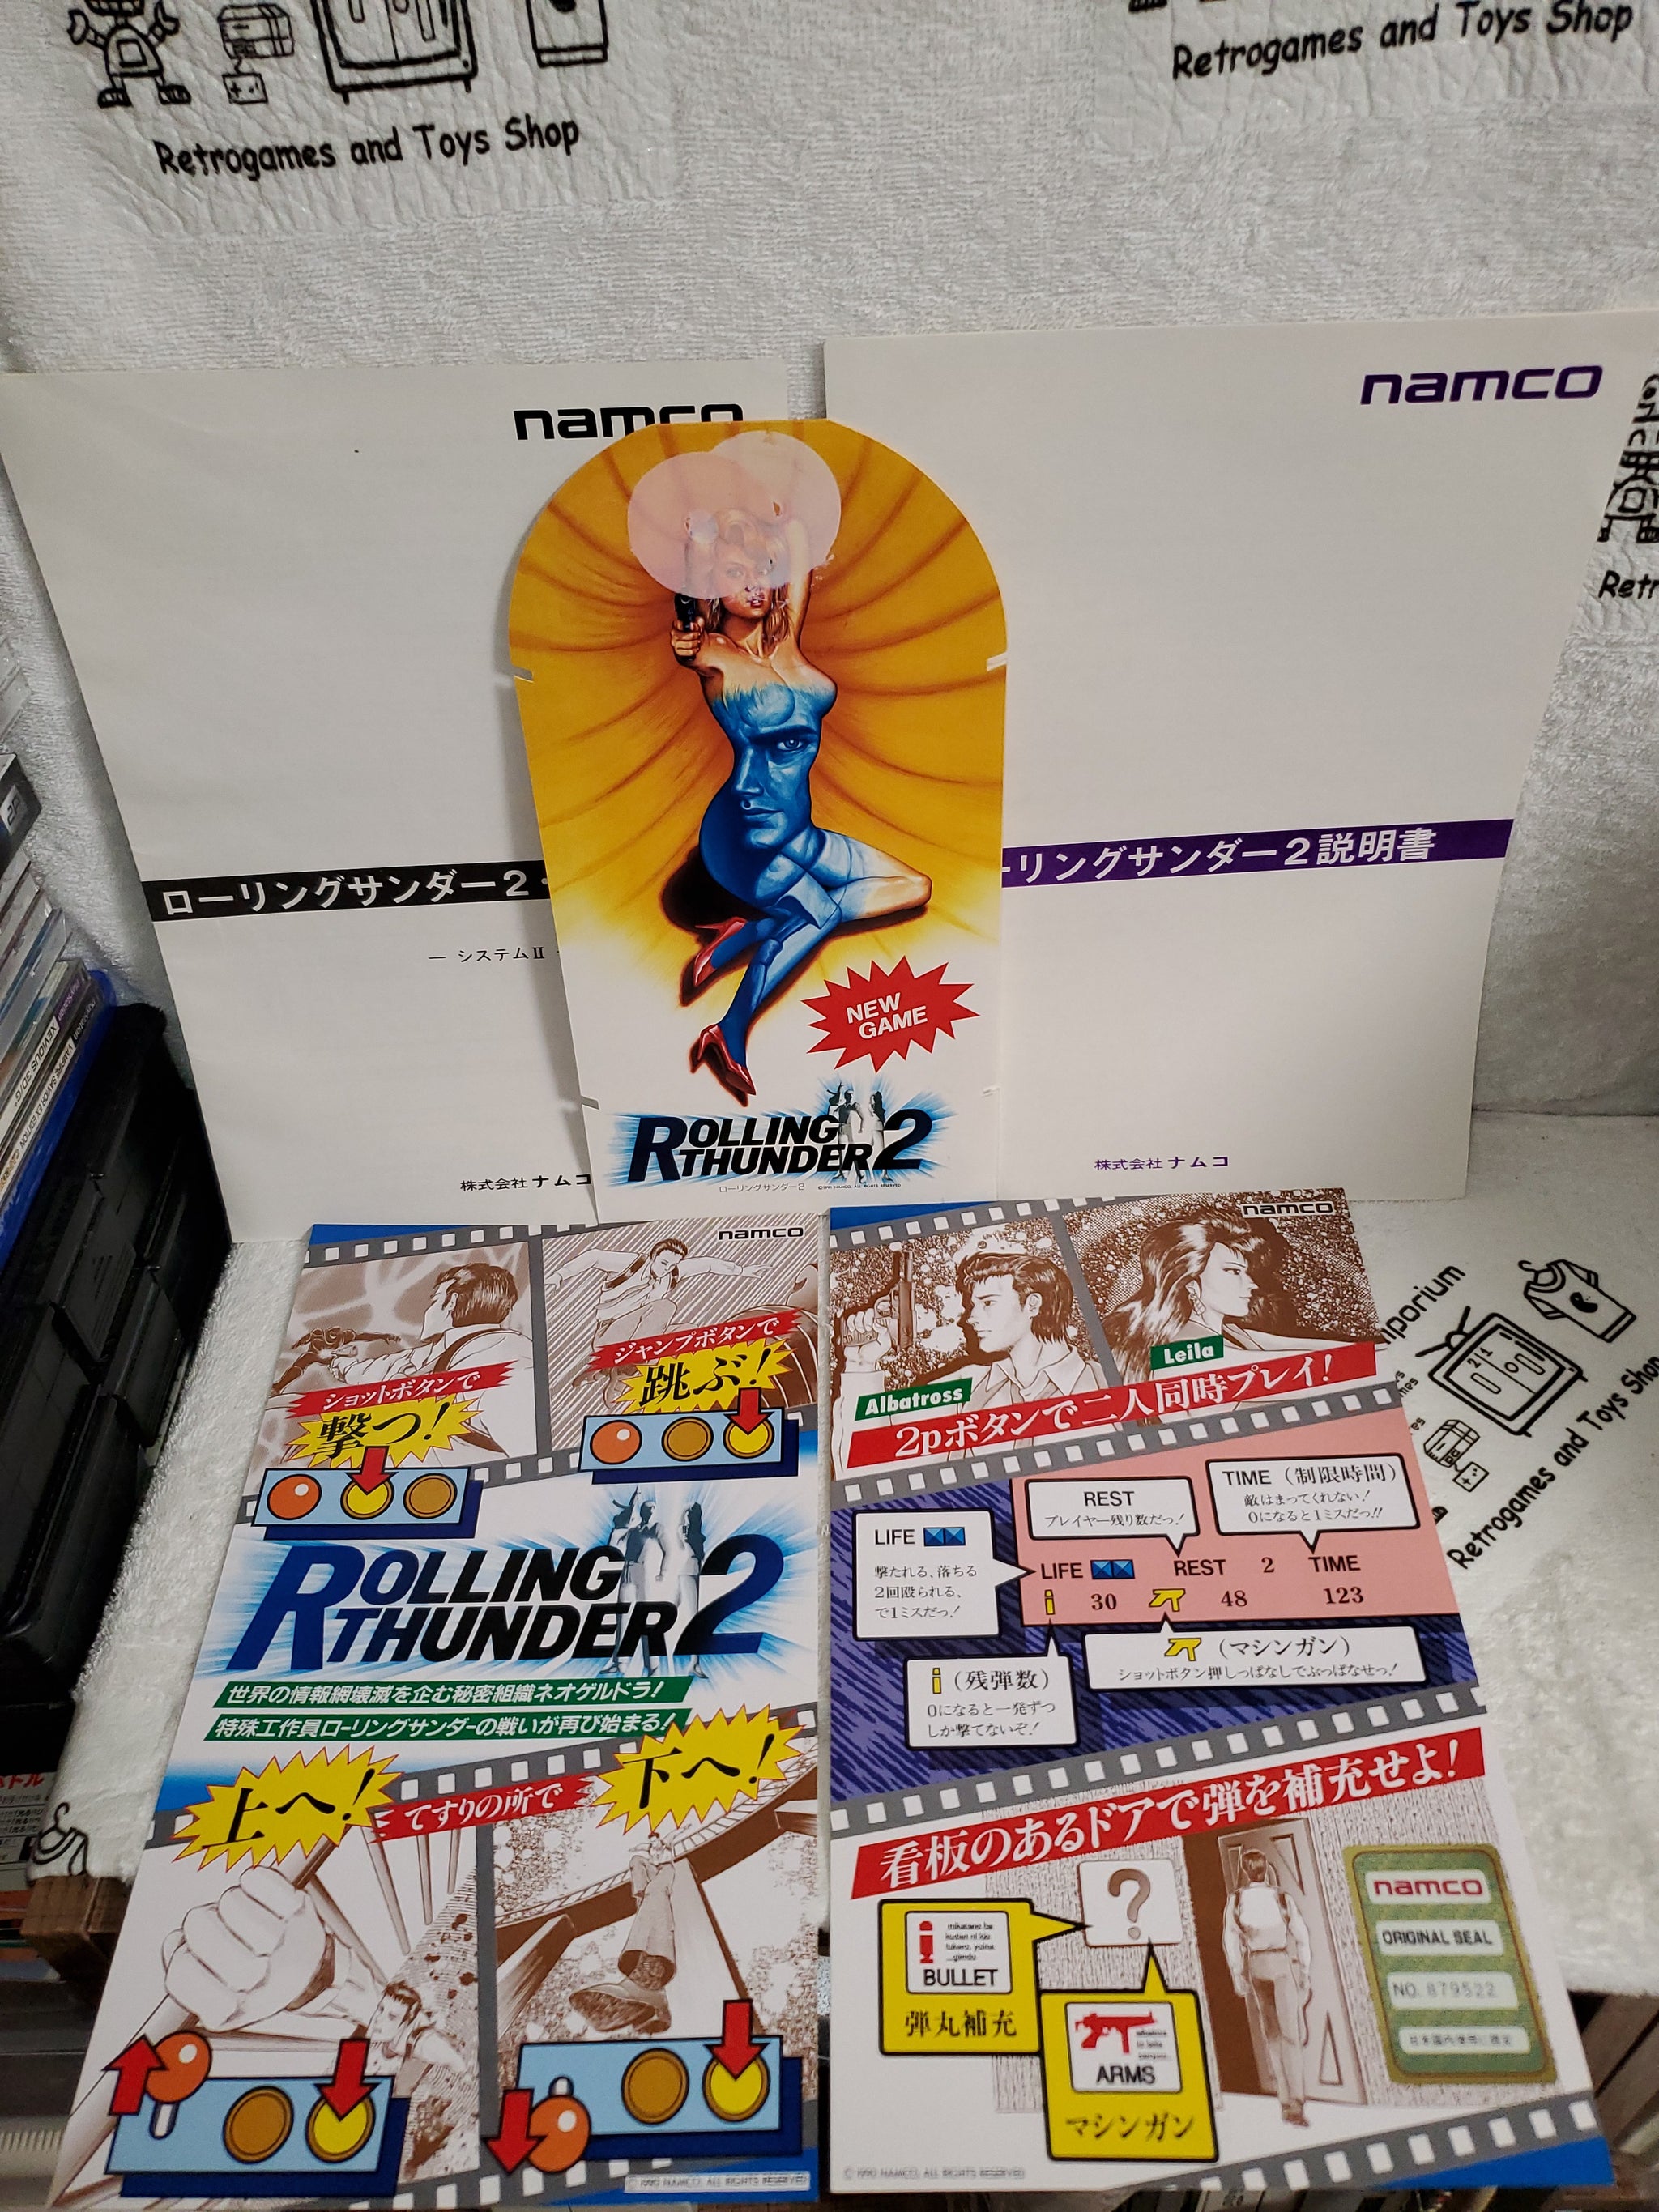 Retrogames and Toys Shop
Retrogames and Toys Shop
namco
namco
ローリングサンダー2
ーリングサンダー2説明書
— システムⅡ
株式会社ナムコ
株式会社ナムコ
NEW
GAME
ROLLING
THUNDER 2
ローリングサンダー2
namco
ショットボタンで
撃つ!
ジャンプボタンで
跳ぶ!
ROLLING
THUNDER 2
世界の情報網壊滅を企む秘密組織ネオゲルドラ!
特殊工作員ローリングサンダーの戦いが再び始まる!
上へ!
てすりの所で
下へ!
© 1990 NAMCO, ALL RIGHTS RESERVED
namco
Albatross
Leila
2pボタンで二人同時プレイ!
LIFE
撃たれる、落ちる
2回殴られる、
で1ミスだっ!
REST
プレイヤー残り数だっ!
TIME (制限時間)
敵はまってくれない!
0になると1ミスだっ!!
LIFE REST 2 TIME
30 48 123
(残弾数)
0になると一発ずつ
しか撃てないぞ!
(マシンガン)
ショットボタン押しっぱなしでぶっぱなせっ!
看板のあるドアで弾を補充せよ!
?
BULLET
弾丸補充
ARMS
マシンガン
namco
ORIGINAL SEAL
NO. 879522
© 1990 NAMCO, ALL RIGHTS RESERVED
Retrogames and Toys Shop
XEVIOUS 3D/G+